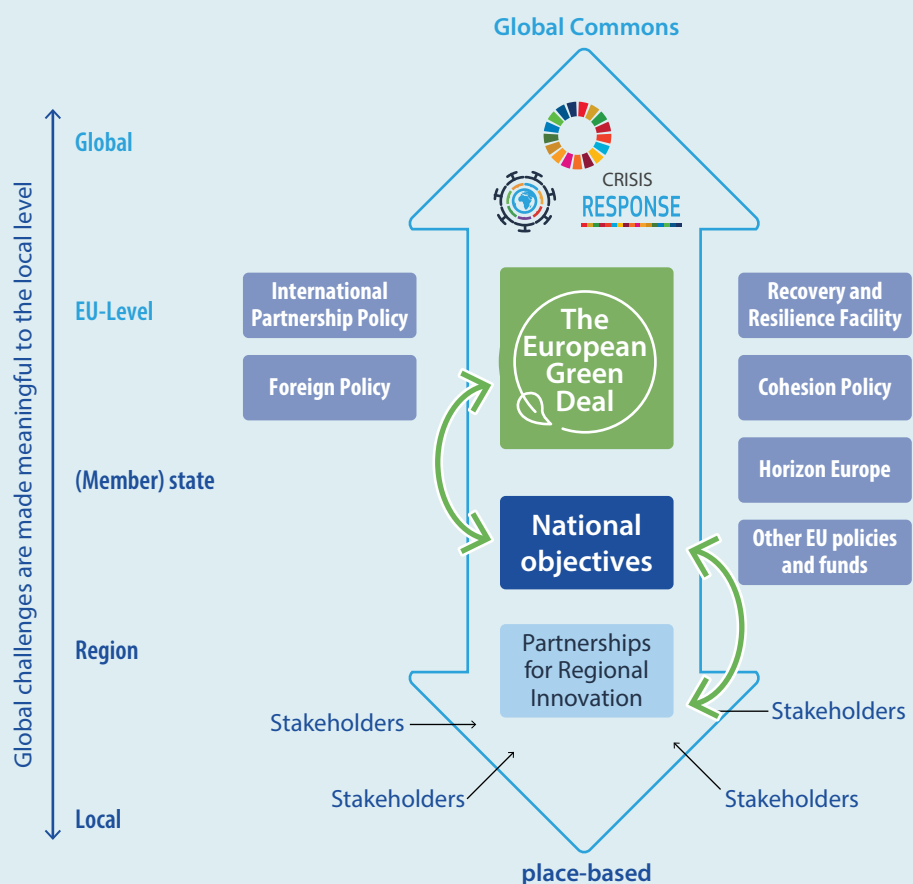 Global Commons
Global challenges are made meaningful to the local level
Global
CRISIS
RESPONSE
EU-Level
International
Partnership Policy
Foreign Policy
The
European
Green
Deal
Recovery and
Resilience Facility
Cohesion Policy
Horizon Europe
Other EU policies
and funds
(Member) state
National
objectives
Region
Partnerships
for Regional
Innovation
Stakeholders
Stakeholders
Stakeholders
Stakeholders
Local
place-based